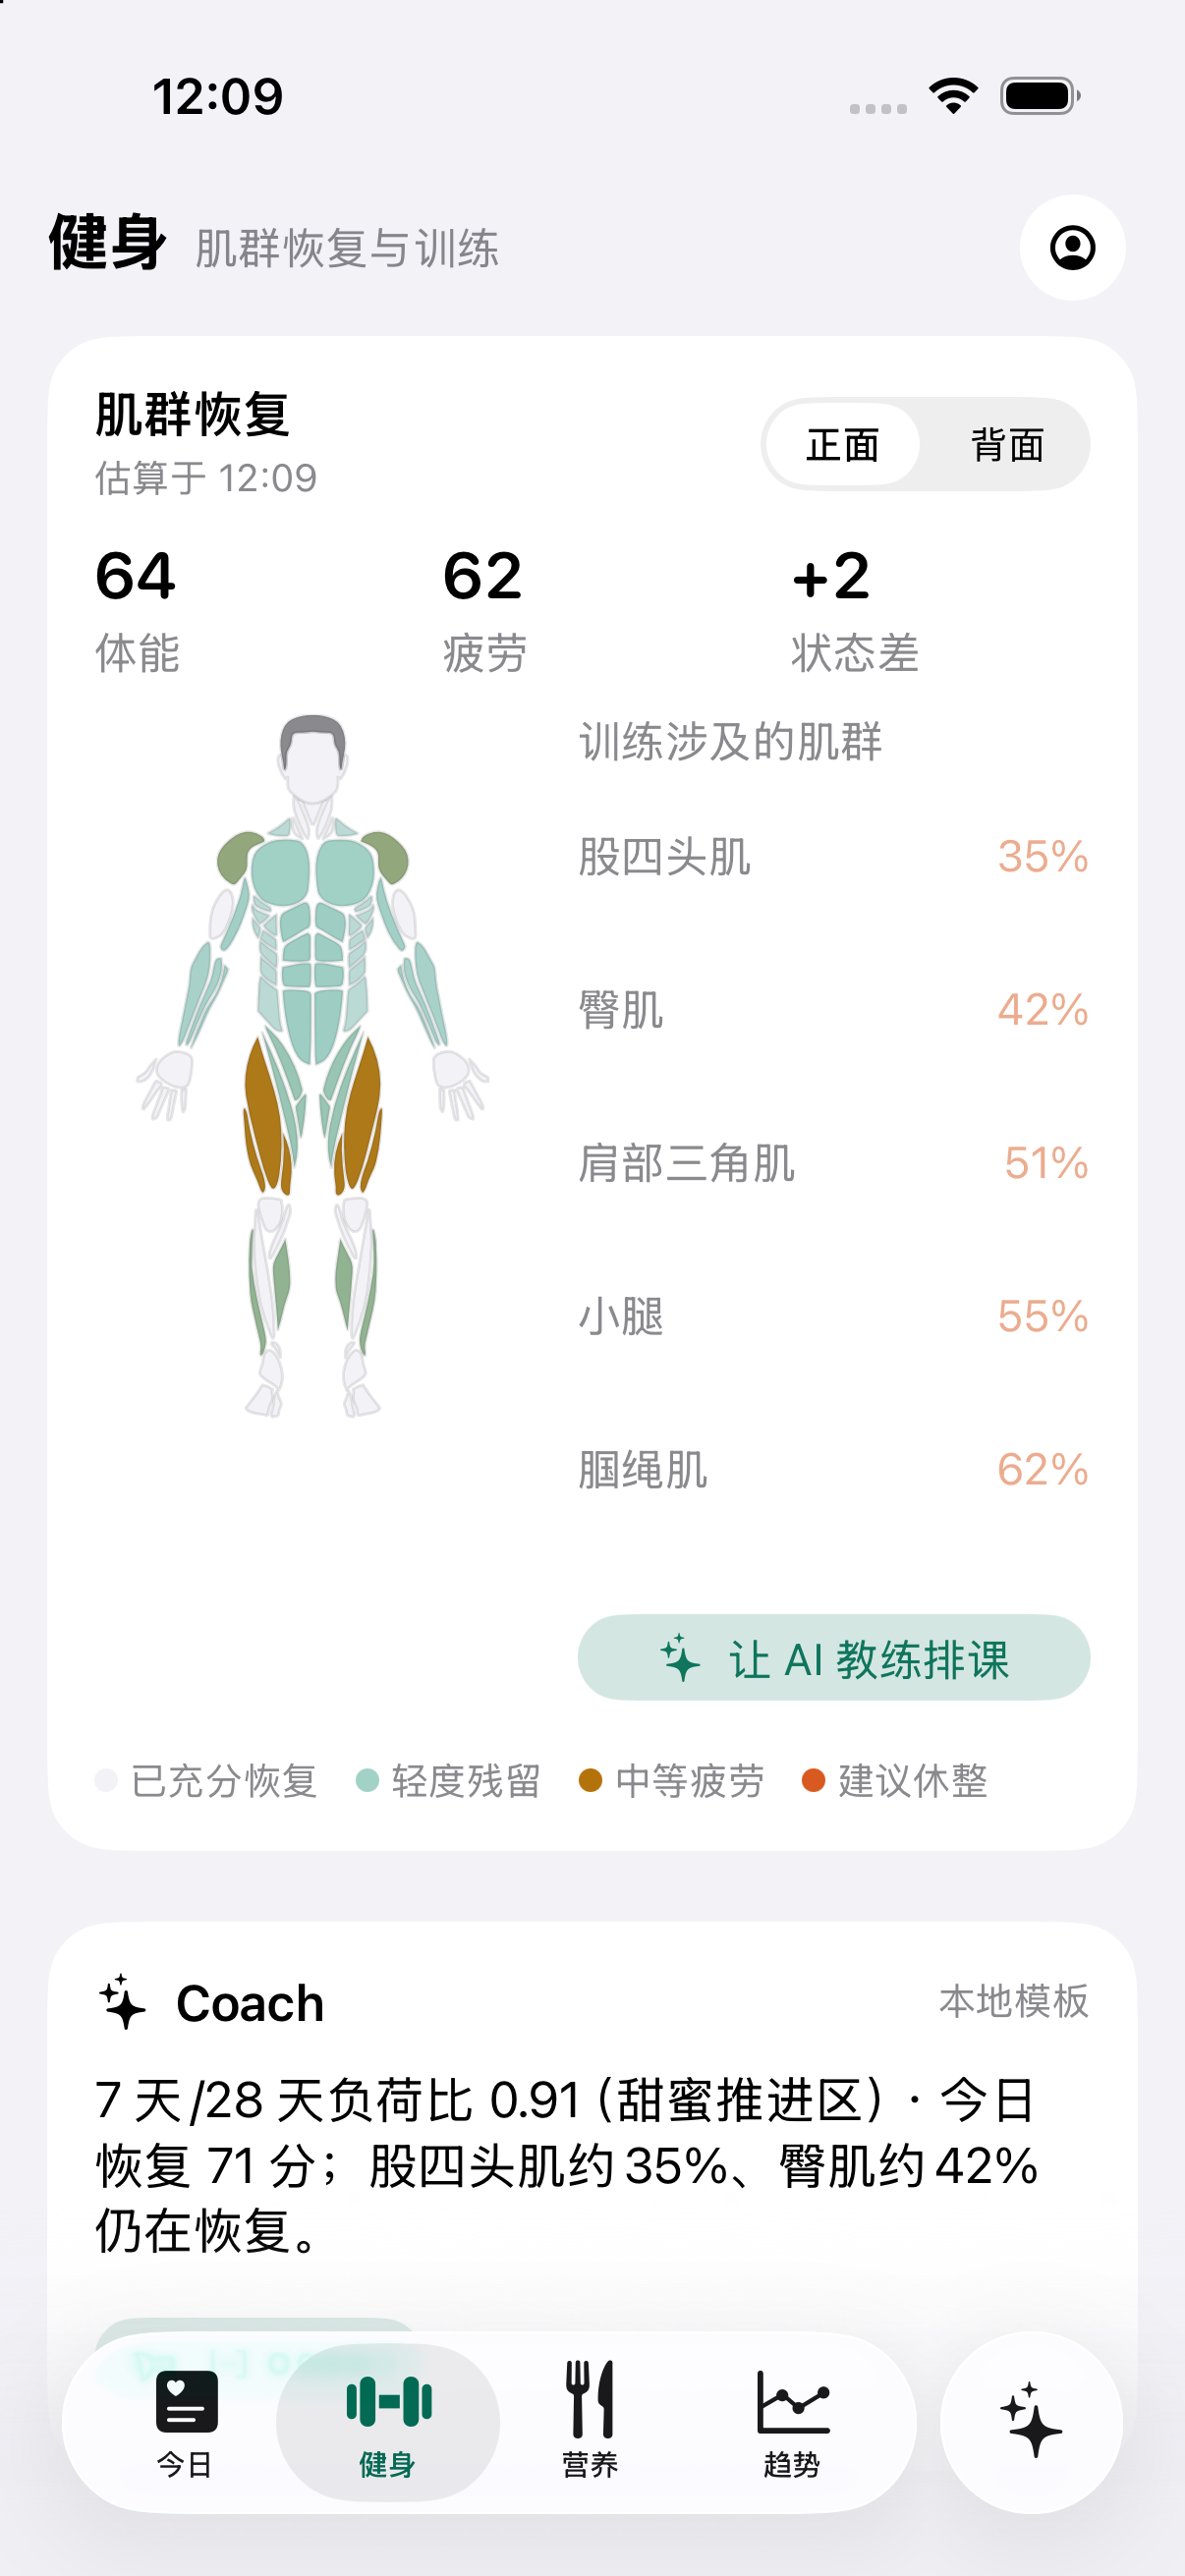 12:09
健身 肌群恢复与训练
肌群恢复
估算于 12:09
正面 背面
64 62 +2
体能 疲劳 状态差
训练涉及的肌群
股四头肌 35%
臀肌 42%
肩部三角肌 51%
小腿 55%
腘绳肌 62%
让 AI 教练排课
已充分恢复 轻度残留 中等疲劳 建议休整
Coach 本地模板
7 天/28 天负荷比 0.91（甜蜜推进区）· 今日
恢复 71 分；股四头肌约 35%、臀肌约 42%
仍在恢复。
今日 健身 营养 趋势